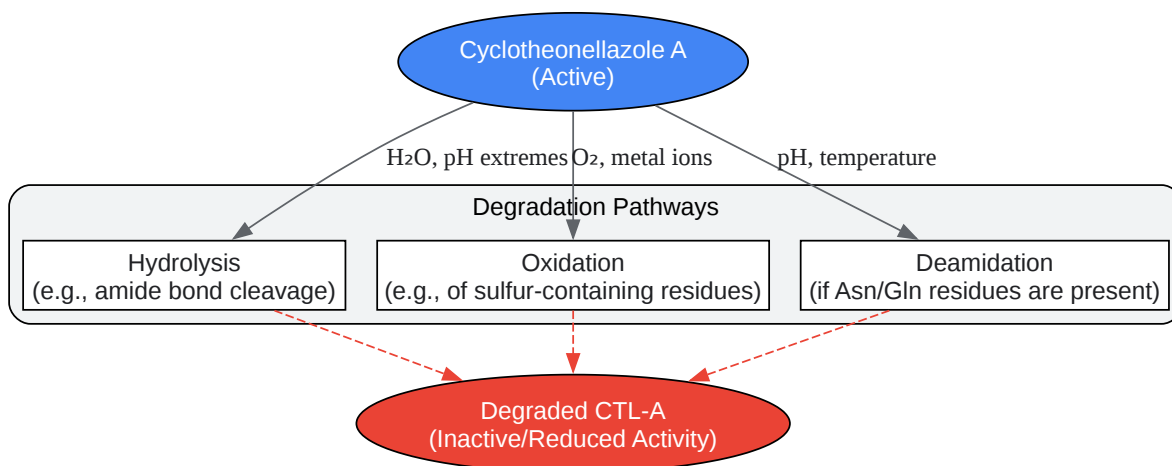 Cyclotheonellazole A
(Active)
H₂O, pH extremes
O₂, metal ions
pH, temperature
Degradation Pathways
Hydrolysis
(e.g., amide bond cleavage)
Oxidation
(e.g., of sulfur-containing residues)
Deamidation
(if Asn/Gln residues are present)
Degraded CTL-A
(Inactive/Reduced Activity)